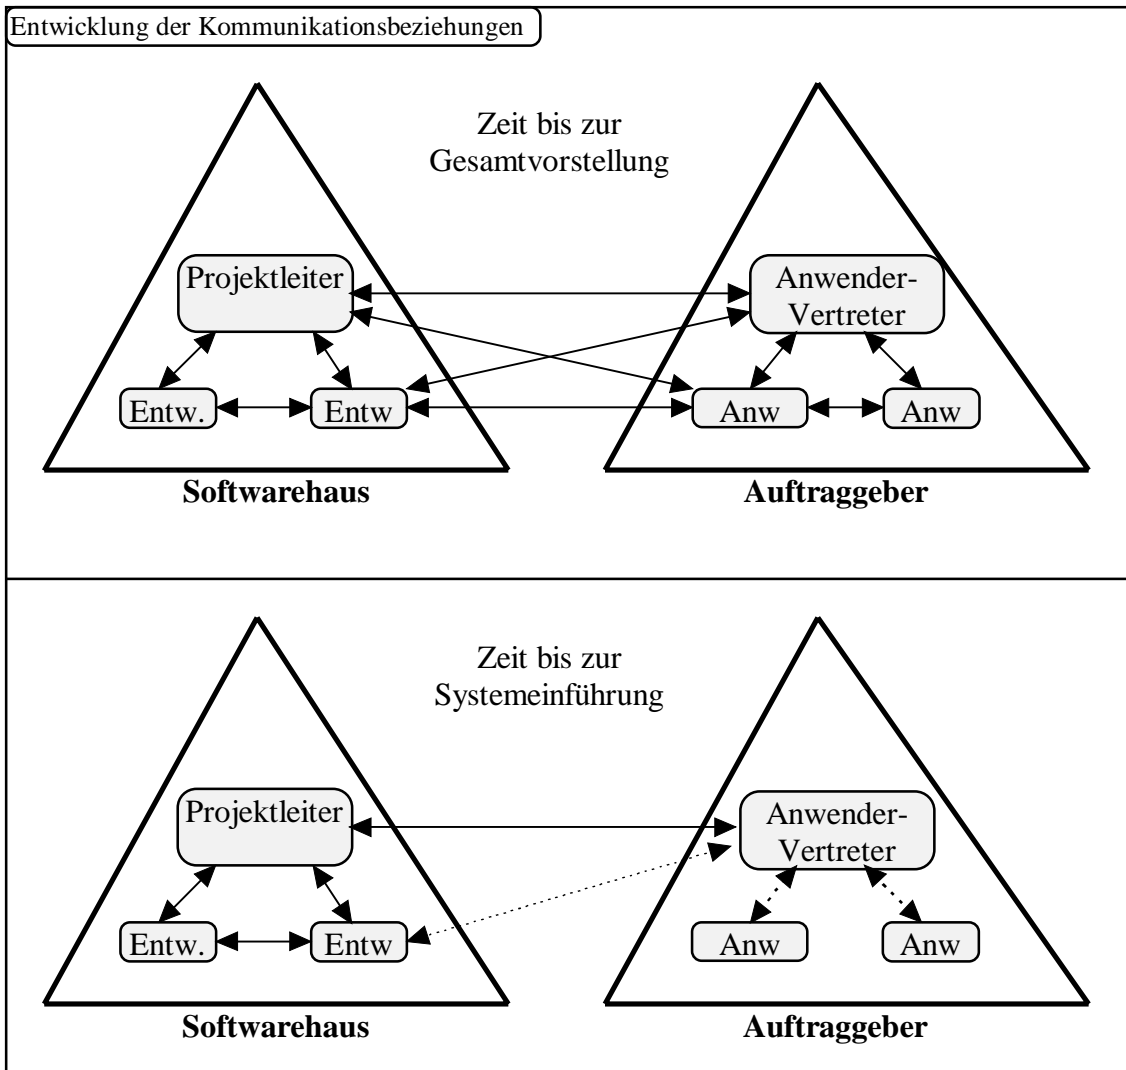 Entwicklung der Kommunikationsbeziehungen
Zeit bis zur
Gesamtvorstellung
Projektleiter
Anwender-
Vertreter
Entw.
Entw
Anw
Anw
Softwarehaus
Auftraggeber
Zeit bis zur
Systemeinführung
Projektleiter
Anwender-
Vertreter
Entw.
Entw
Anw
Anw
Softwarehaus
Auftraggeber